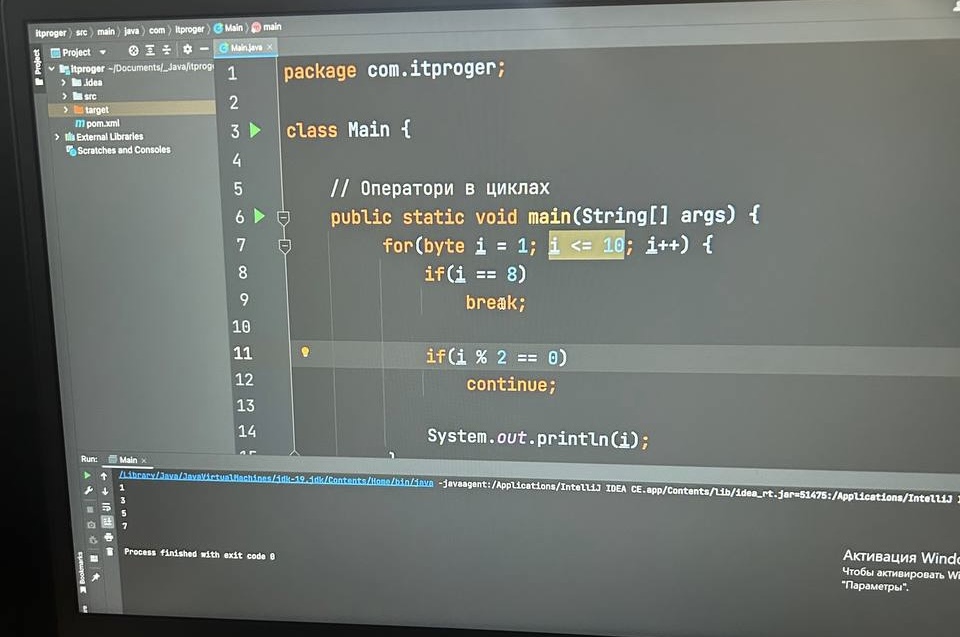 itproger > src > main > java > com > itproger > Main > main
Project
Project
Main.java ×
itproger ~/Documents/_Java/itprog
.idea
src
target
pom.xml
External Libraries
Scratches and Consoles
1 package com.itproger;
2
3 class Main {
4
5 // Оператори в циклах
6 public static void main(String[] args) {
7 for(byte i = 1; i <= 10; i++) {
8 if(i == 8)
9 break;
10
11 if(i % 2 == 0)
12 continue;
13
14 System.out.println(i);
15 }
Run: Main ×
/Library/Java/JavaVirtualMachines/jdk-19.jdk/Contents/Home/bin/java -javaagent:/Applications/IntelliJ IDEA CE.app/Contents/lib/idea_rt.jar=51475:/Applications/IntelliJ
1
3
5
7
Process finished with exit code 0
Bookmarks
Активация Windo
Чтобы активировать Wi
"Параметры".